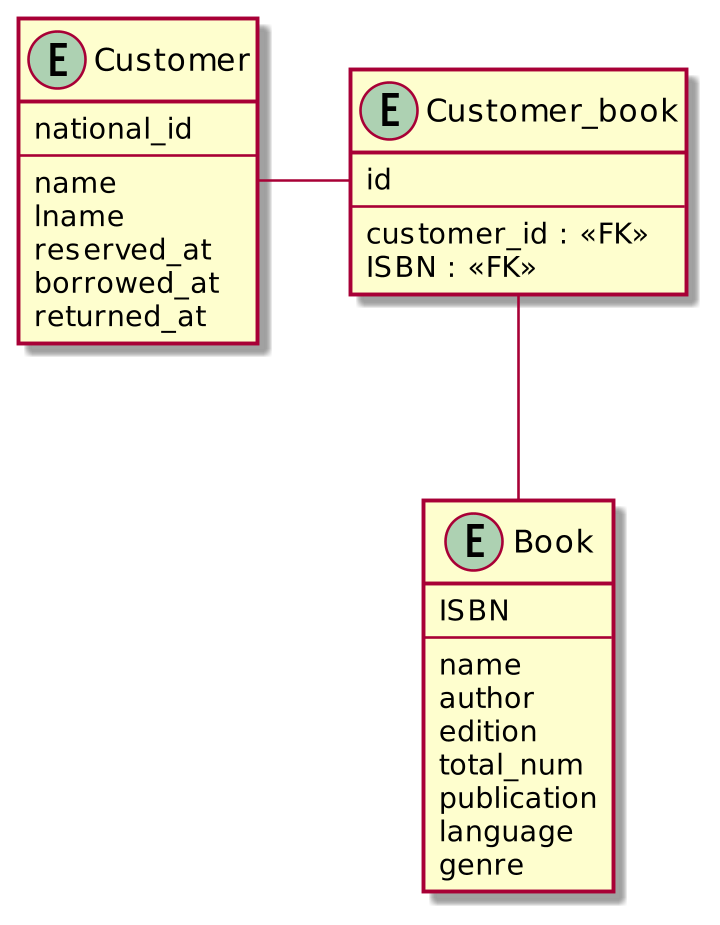 E Customer
national_id
name
lname
reserved_at
borrowed_at
returned_at
E Customer_book
id
customer_id : «FK»
ISBN : «FK»
E Book
ISBN
name
author
edition
total_num
publication
language
genre